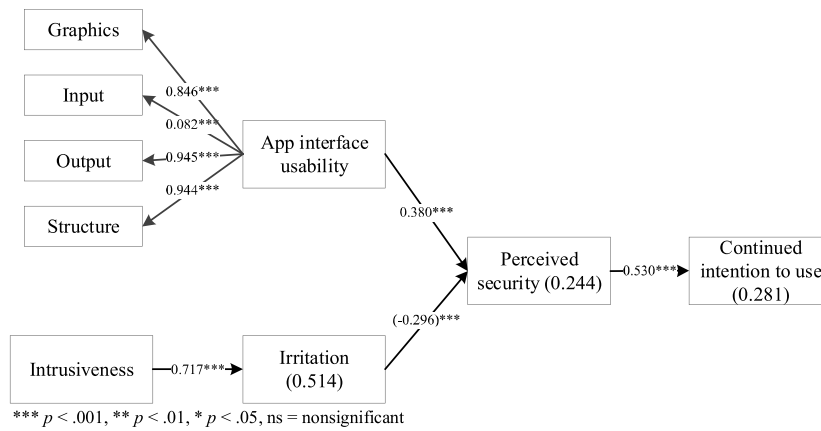 Graphics
0.846***
Input
0.082***
Output
0.945***
0.944***
Structure
App interface
usability
0.380***
Perceived
security (0.244)
0.530***
Continued
intention to use
(0.281)
(-0.296)***
Intrusiveness
0.717***
Irritation
(0.514)
*** p < .001, ** p < .01, * p < .05, ns = nonsignificant